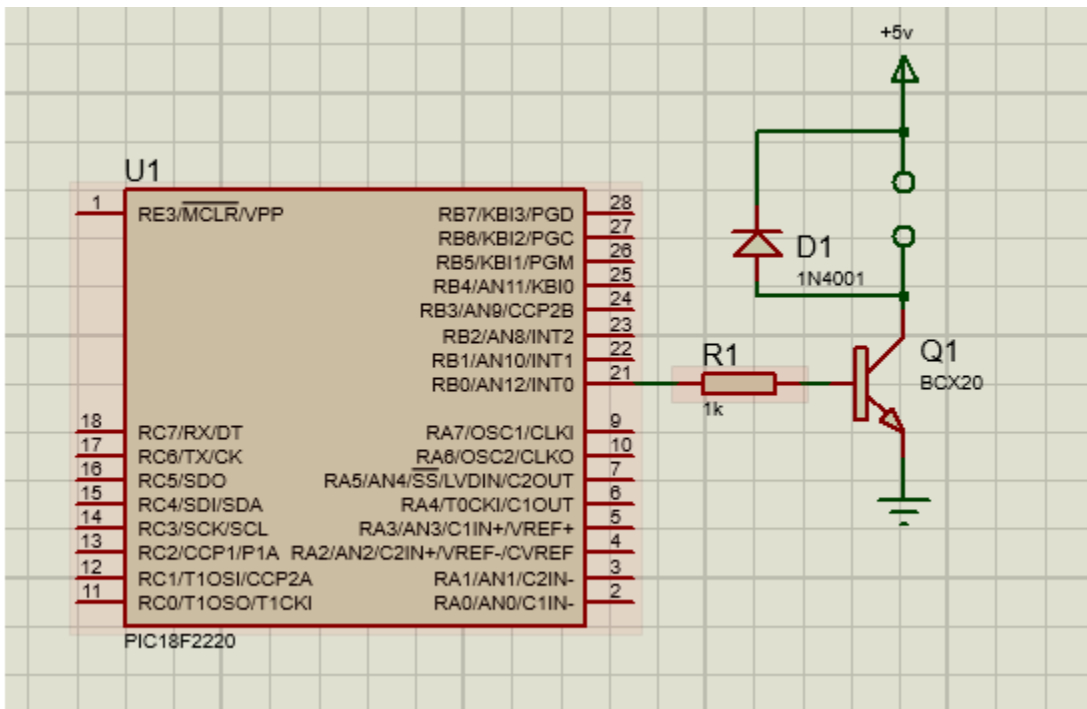 +5v
U1
1 RE3/MCLR/VPP RB7/KBI3/PGD 28
RB6/KBI2/PGC 27
RB5/KBI1/PGM 26
RB4/AN11/KBI0 25
RB3/AN9/CCP2B 24
RB2/AN8/INT2 23
RB1/AN10/INT1 22
RB0/AN12/INT0 21
18 RC7/RX/DT RA7/OSC1/CLKI 9
17 RC6/TX/CK RA6/OSC2/CLKO 10
16 RC5/SDO RA5/AN4/SS/LVDIN/C2OUT 7
15 RC4/SDI/SDA RA4/T0CKI/C1OUT 6
14 RC3/SCK/SCL RA3/AN3/C1IN+/VREF+ 5
13 RC2/CCP1/P1A RA2/AN2/C2IN+/VREF-/CVREF 4
12 RC1/T1OSI/CCP2A RA1/AN1/C2IN- 3
11 RC0/T1OSO/T1CKI RA0/AN0/C1IN- 2
PIC18F2220
D1
1N4001
R1
1k
Q1
BCX20